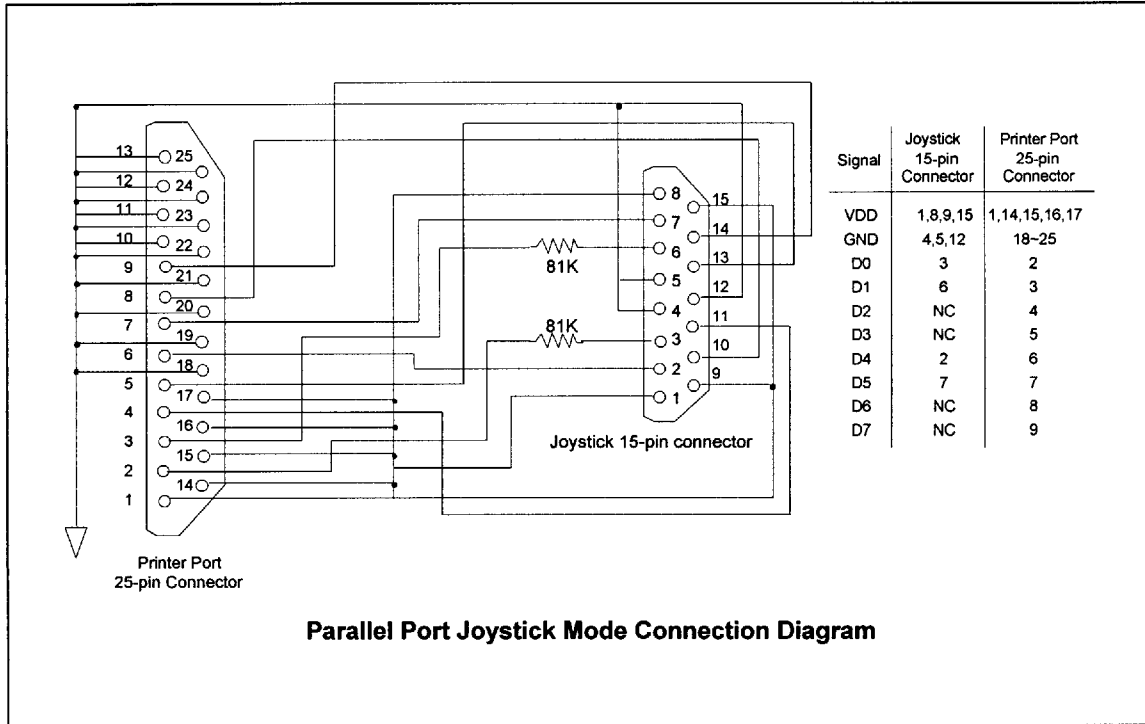 13
25
12
24
11
23
10
22
9
21
8
20
7
19
6
18
5
17
4
16
3
15
2
14
1
Printer Port
25-pin Connector
81K
81K
8
15
7
14
6
13
5
12
4
11
3
10
2
9
1
Joystick 15-pin connector
Signal Joystick 15-pin Connector Printer Port 25-pin Connector
VDD 1,8,9,15 1,14,15,16,17
GND 4,5,12 18~25
D0 3 2
D1 6 3
D2 NC 4
D3 NC 5
D4 2 6
D5 7 7
D6 NC 8
D7 NC 9
Parallel Port Joystick Mode Connection Diagram